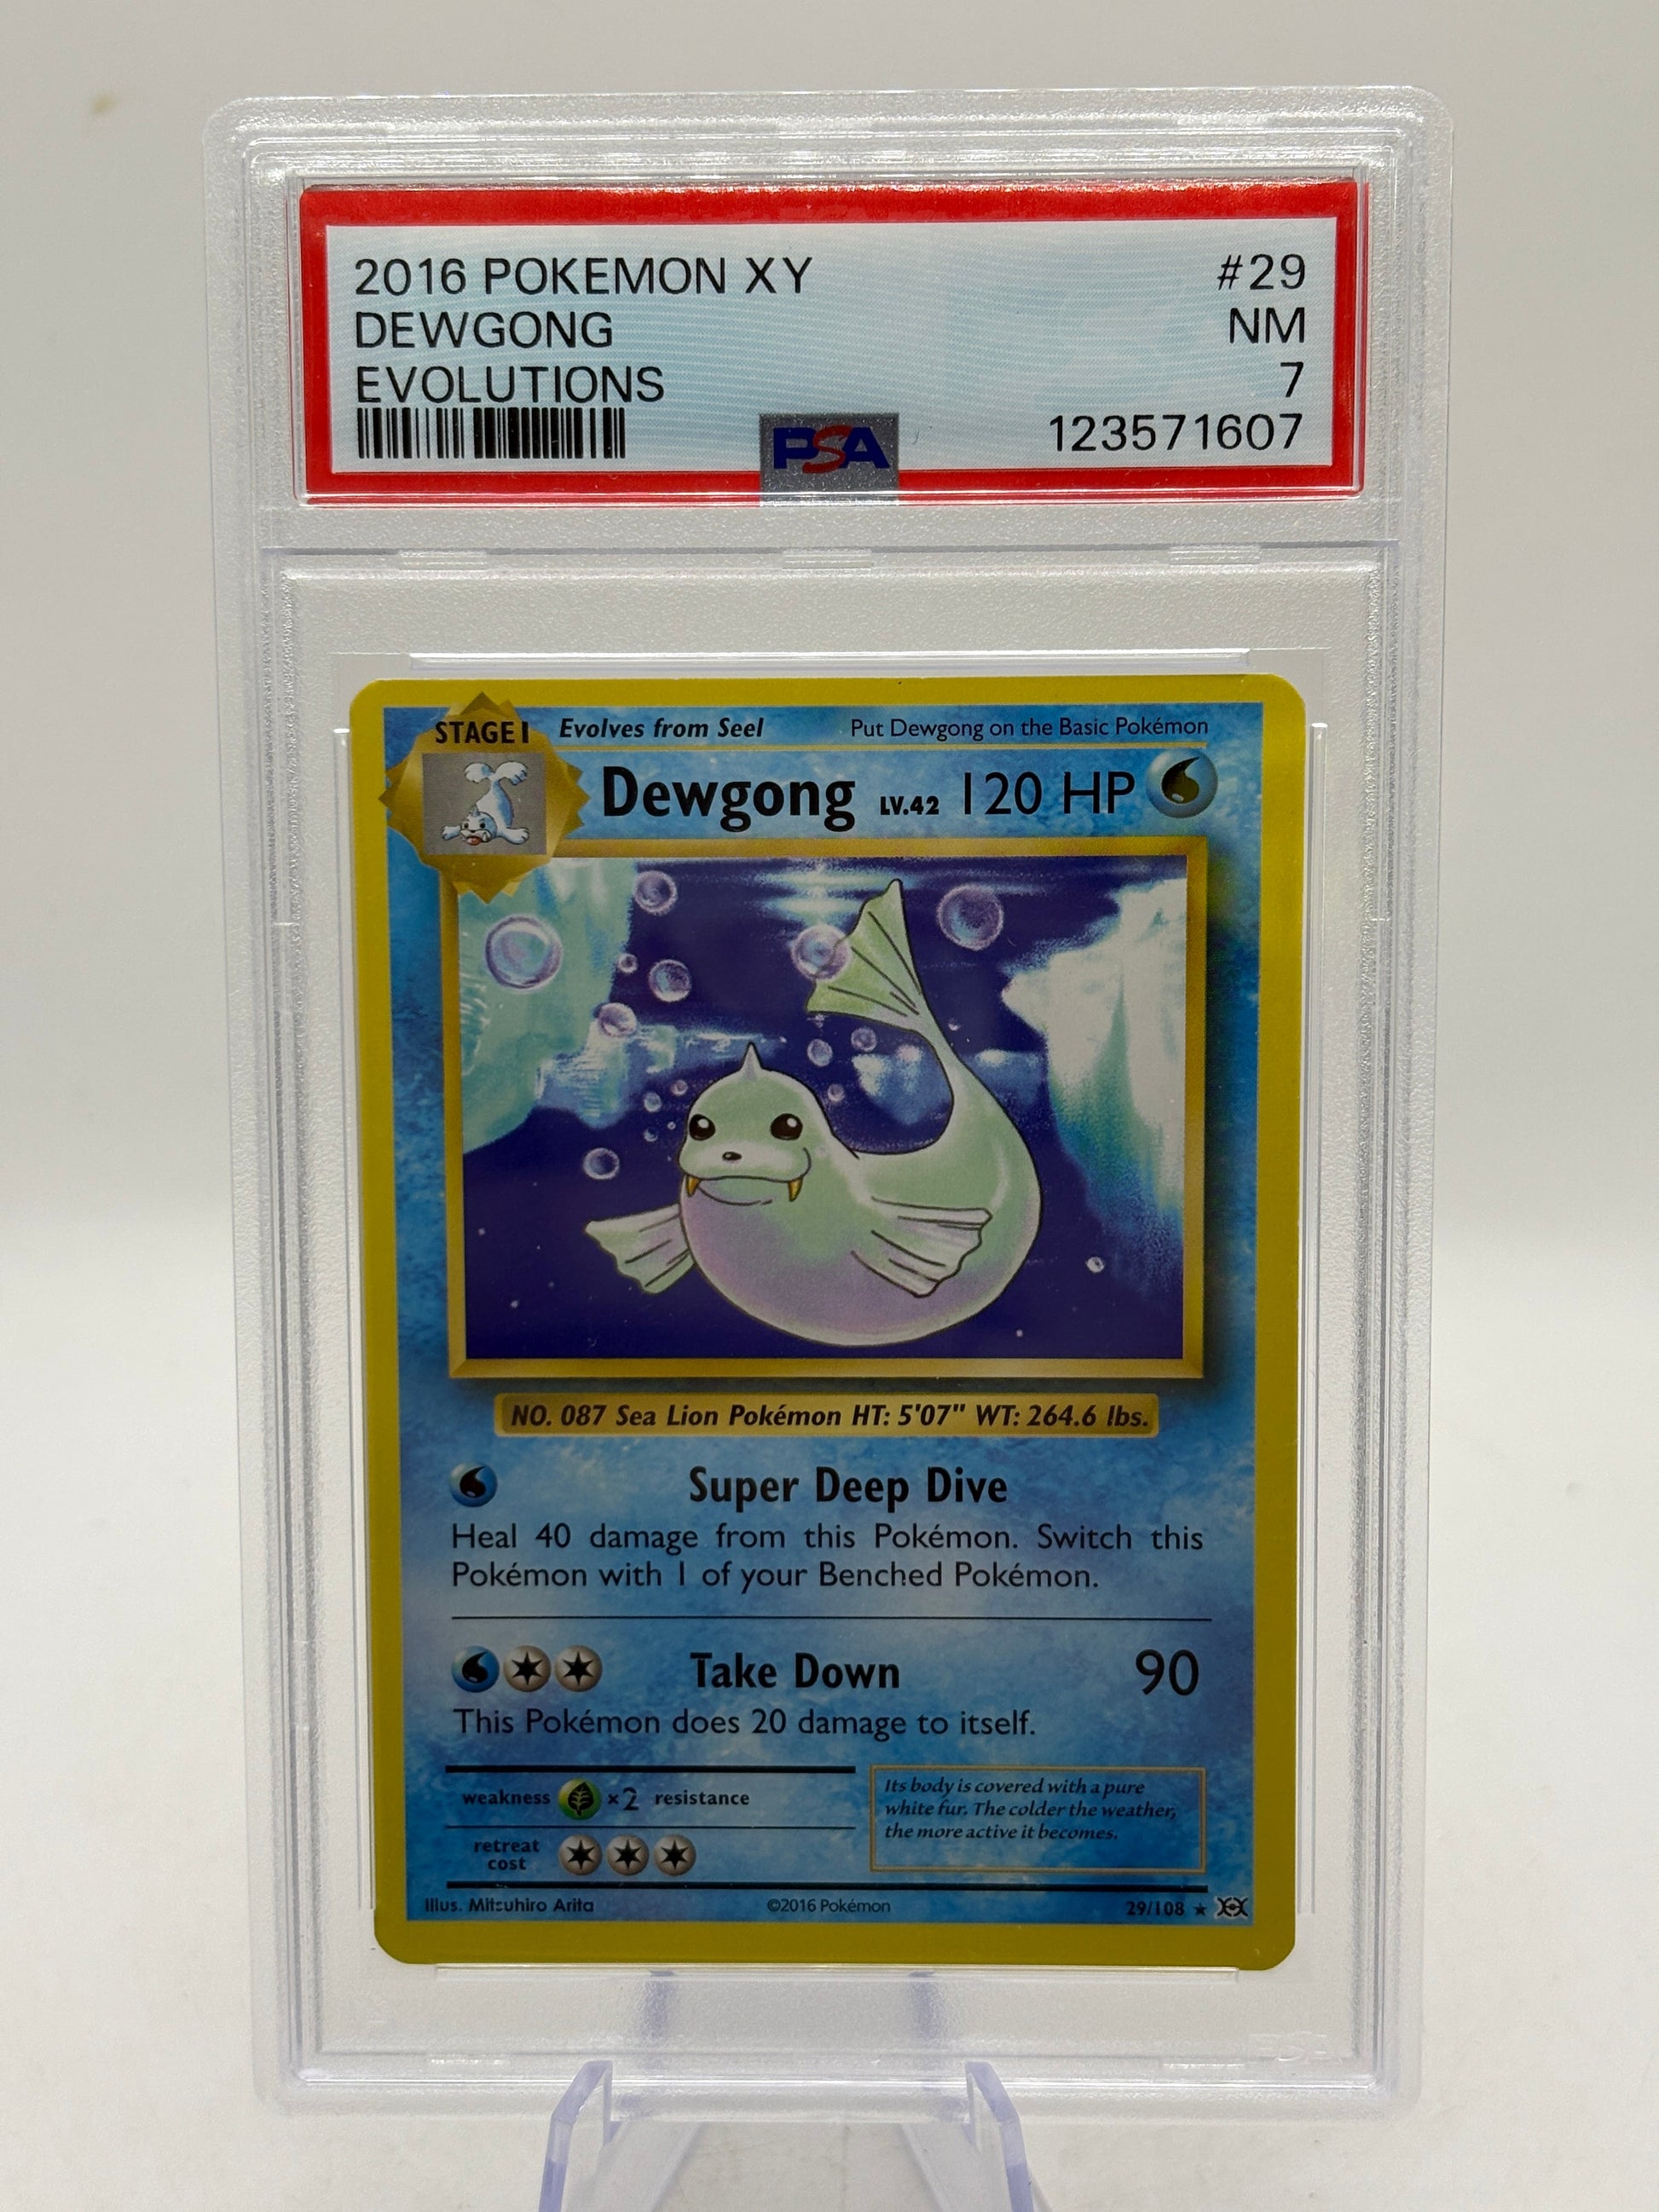 2016 POKEMON XY #29
DEWGONG NM
EVOLUTIONS 7
PSA 123571607
STAGE 1 Evolves from Seel Put Dewgong on the Basic Pokémon
Dewgong LV.42 120 HP
NO. 087 Sea Lion Pokémon HT: 5'07" WT: 264.6 lbs.
Super Deep Dive
Heal 40 damage from this Pokémon. Switch this
Pokémon with 1 of your Benched Pokémon.
Take Down 90
This Pokémon does 20 damage to itself.
weakness ×2 resistance
retreat
cost
Its body is covered with a pure
white fur. The colder the weather,
the more active it becomes.
Illus. Mitsuhiro Arita ©2016 Pokémon 29/108 ★ XY